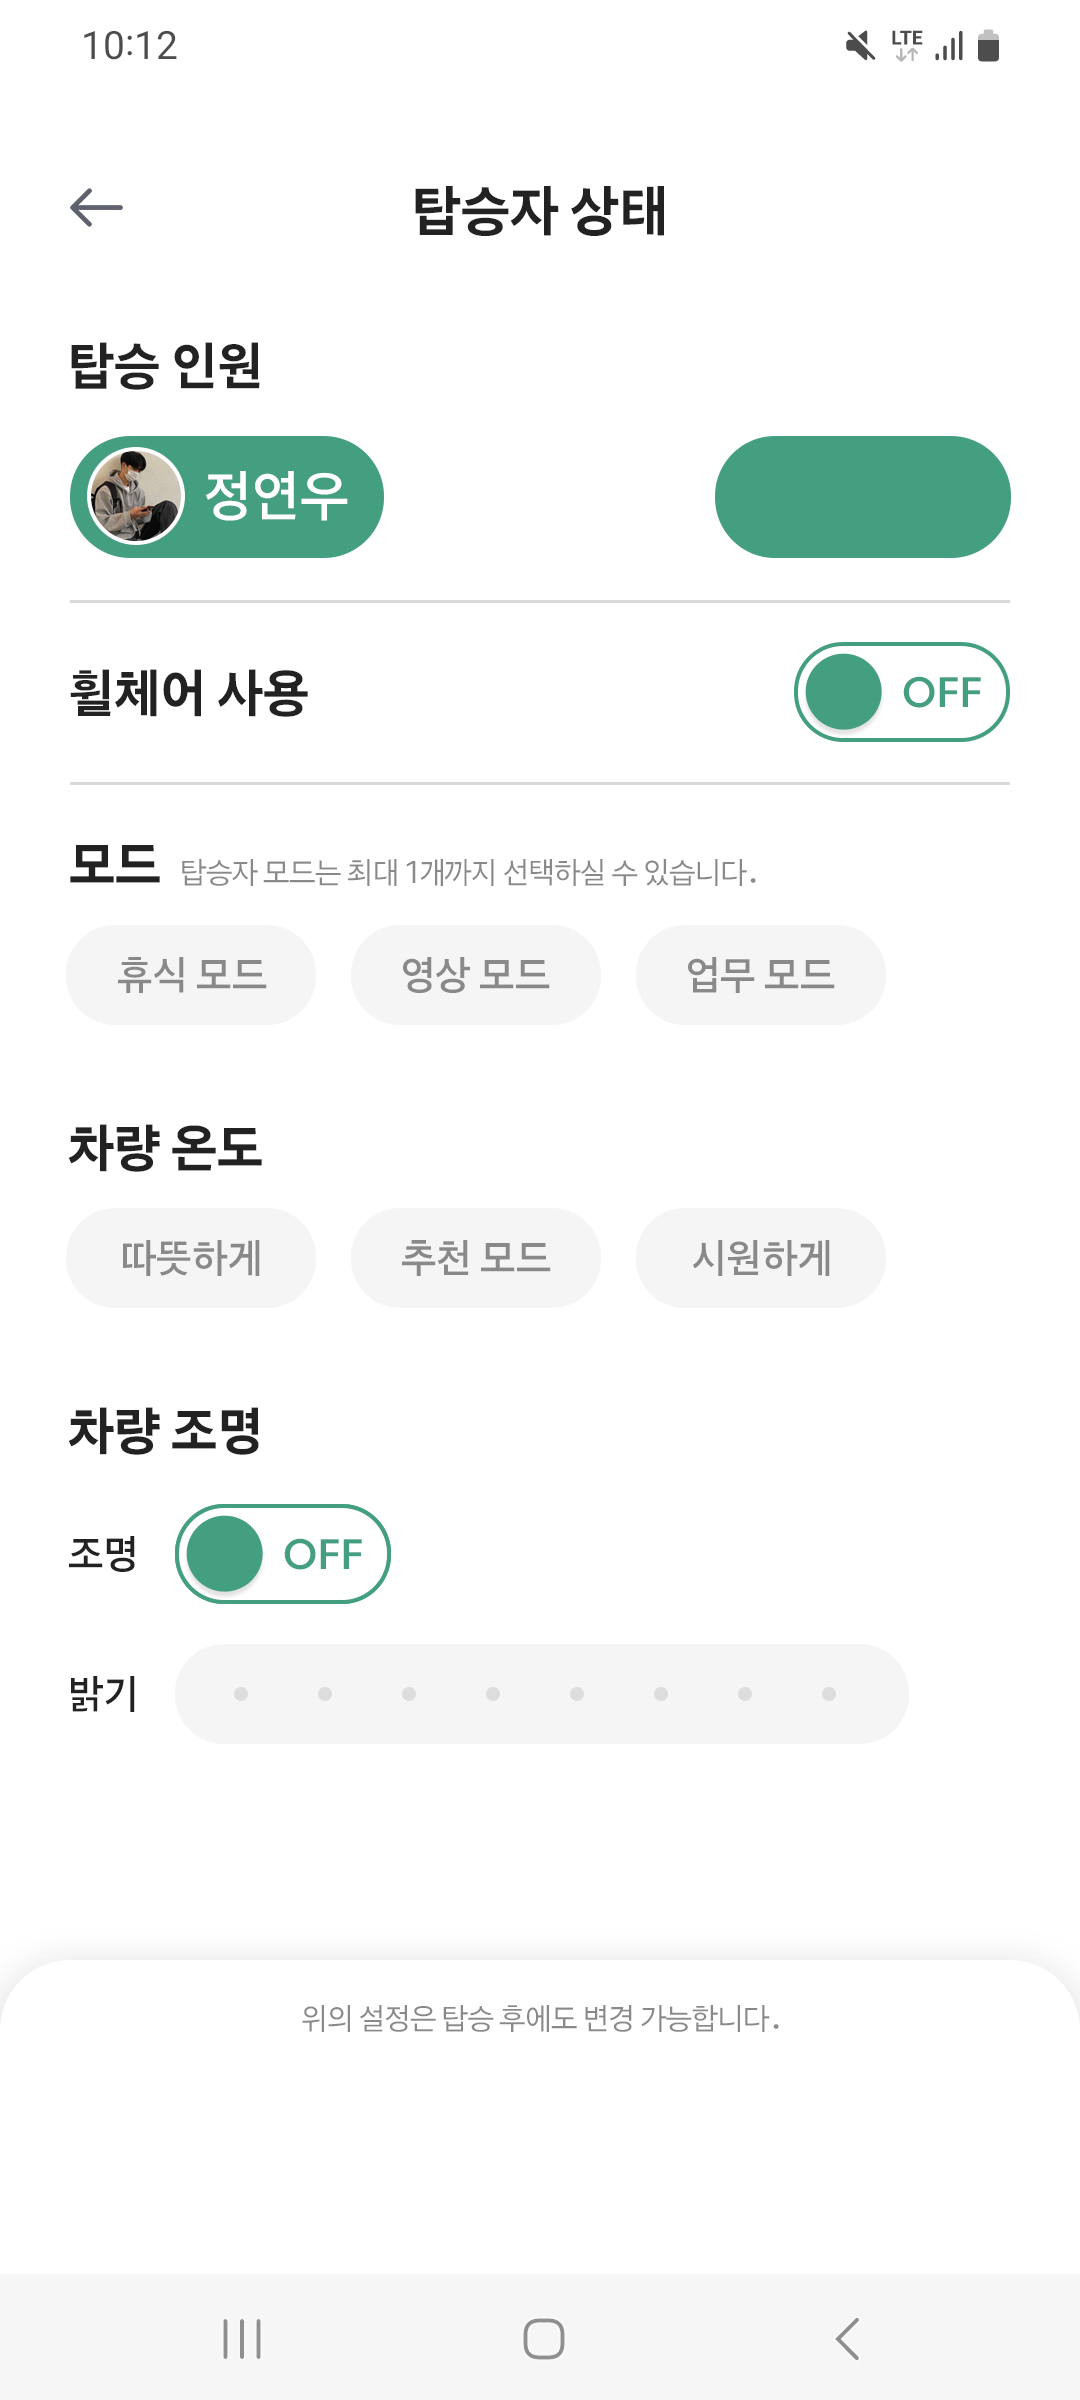 10:12
LTE
탑승자 상태
탑승 인원
정연우
휠체어 사용
OFF
모드 탑승자 모드는 최대 1개까지 선택하실 수 있습니다.
휴식 모드 영상 모드 업무 모드
차량 온도
따뜻하게 추천 모드 시원하게
차량 조명
조명 OFF
밝기
위의 설정은 탑승 후에도 변경 가능합니다.